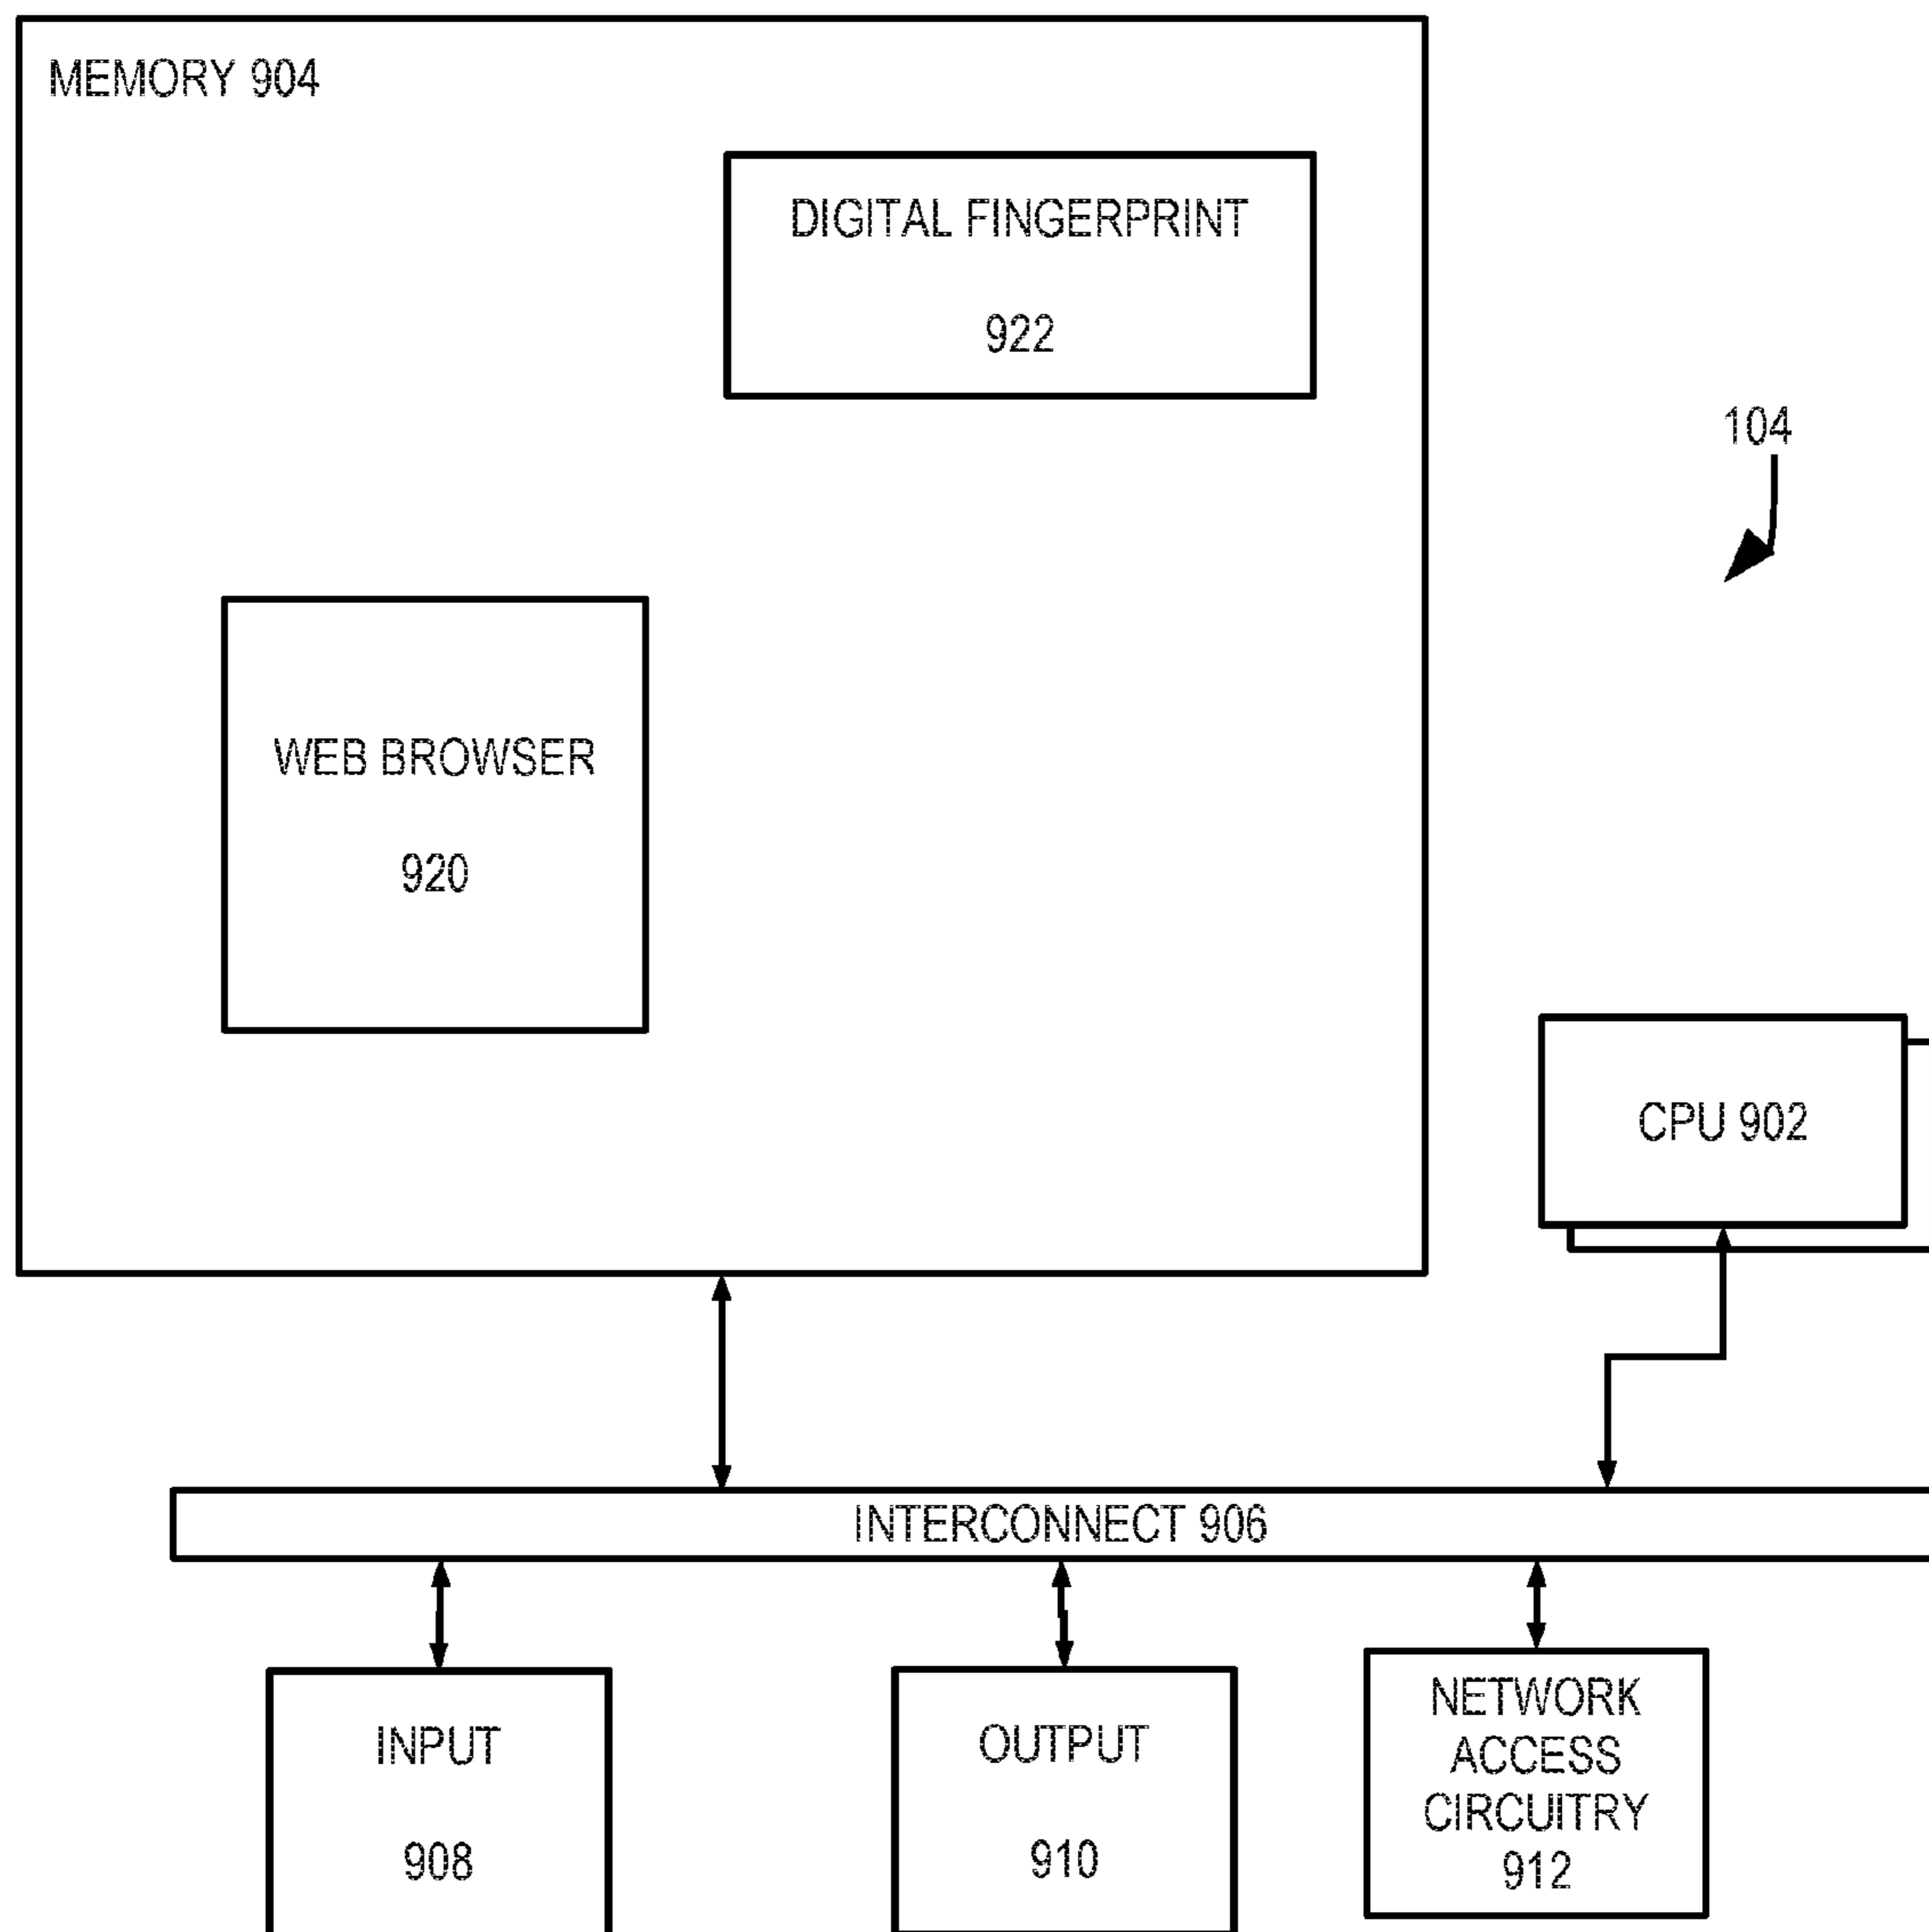 MEMORY 904
DIGITAL FINGERPRINT
922
104
WEB BROWSER
920
CPU 902
INTERCONNECT 906
INPUT
908
OUTPUT
910
NETWORK
ACCESS
CIRCUITRY
912